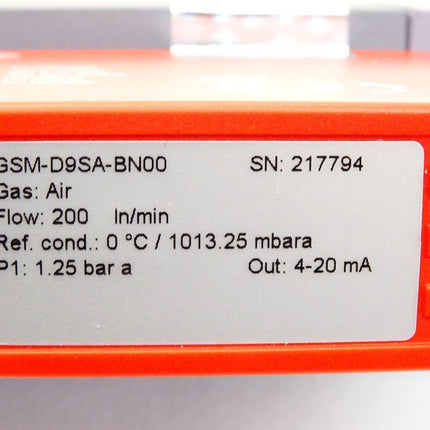 GSM-D9SA-BN00 SN: 217794
Gas: Air
Flow: 200 ln/min
Ref. cond.: 0 °C / 1013.25 mbara
P1: 1.25 bar a Out: 4-20 mA